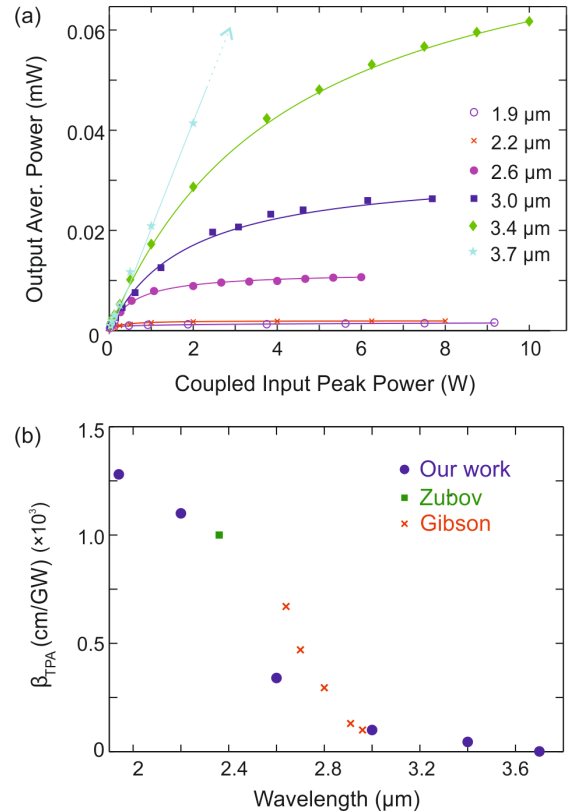 (a)
0.06
0.04
0.02
0
Output Aver. Power (mW)
1.9 µm
2.2 µm
2.6 µm
3.0 µm
3.4 µm
3.7 µm
0 2 4 6 8 10
Coupled Input Peak Power (W)
(b)
1.5
1.0
0.5
0
βTPA (cm/GW) (×10³)
Our work
Zubov
Gibson
2 2.4 2.8 3.2 3.6
Wavelength (µm)